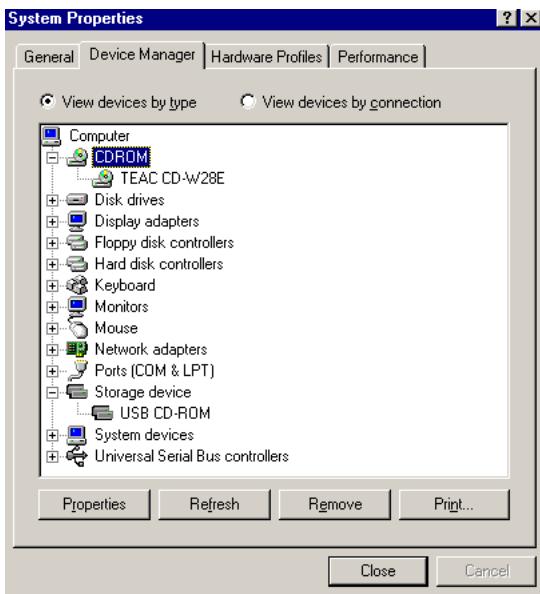 System Properties
General Device Manager Hardware Profiles Performance
View devices by type View devices by connection
Computer
CDROM
TEAC CD-W28E
Disk drives
Display adapters
Floppy disk controllers
Hard disk controllers
Keyboard
Monitors
Mouse
Network adapters
Ports (COM & LPT)
Storage device
USB CD-ROM
System devices
Universal Serial Bus controllers
Properties Refresh Remove Print...
Close Cancel